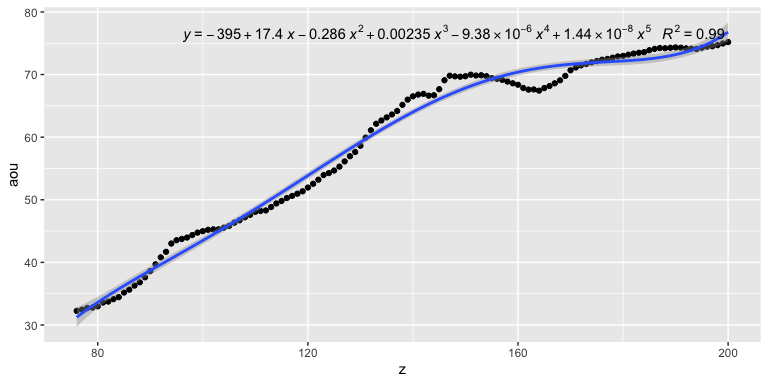 80
y = − 395 + 17.4 x − 0.286 x² + 0.00235 x³ − 9.38 × 10⁻⁶ x⁴ + 1.44 × 10⁻⁸ x⁵ R² = 0.99
70
60
50
40
30
aou
80 120 160 200
z